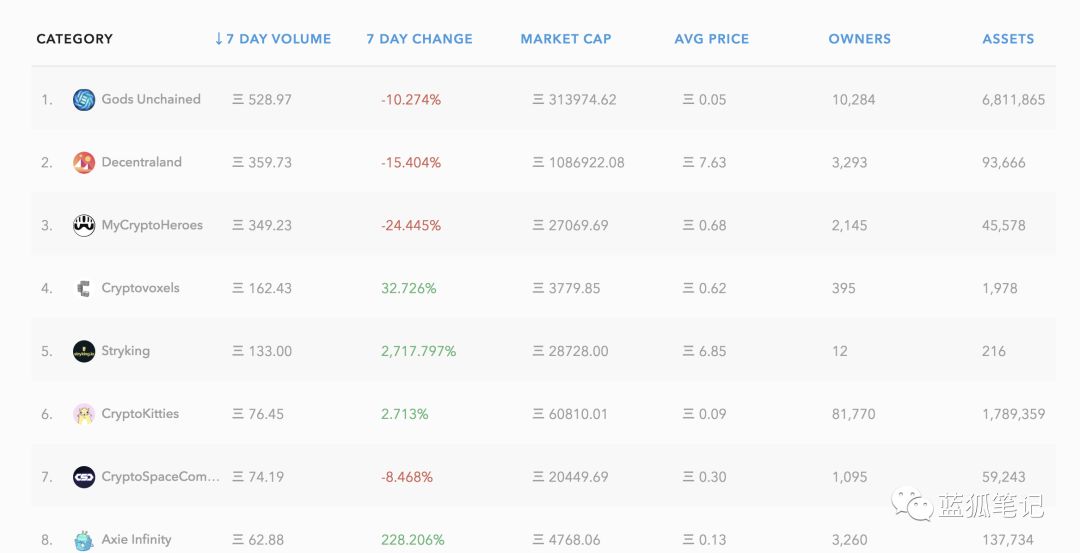 CATEGORY ↓ 7 DAY VOLUME 7 DAY CHANGE MARKET CAP AVG PRICE OWNERS ASSETS
1. Gods Unchained Ξ 528.97 -10.274% Ξ 313974.62 Ξ 0.05 10,284 6,811,865
2. Decentraland Ξ 359.73 -15.404% Ξ 1086922.08 Ξ 7.63 3,293 93,666
3. MyCryptoHeroes Ξ 349.23 -24.445% Ξ 27069.69 Ξ 0.68 2,145 45,578
4. Cryptovoxels Ξ 162.43 32.726% Ξ 3779.85 Ξ 0.62 395 1,978
5. Stryking Ξ 133.00 2,717.797% Ξ 28728.00 Ξ 6.85 12 216
6. CryptoKitties Ξ 76.45 2.713% Ξ 60810.01 Ξ 0.09 81,770 1,789,359
7. CryptoSpaceCom... Ξ 74.19 -8.468% Ξ 20449.69 Ξ 0.30 1,095 59,243
8. Axie Infinity Ξ 62.88 228.206% Ξ 4768.06 Ξ 0.13 3,260 137,734
蓝狐笔记